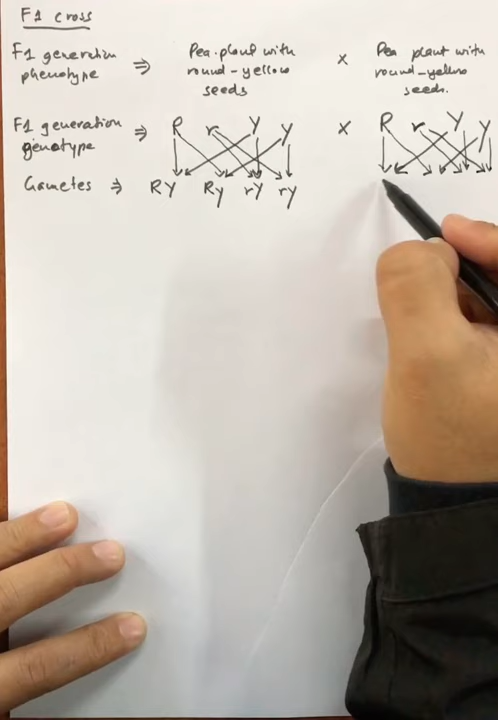 F1 cross
F1 generation ⇒ Pea plant with × Pea plant with
phenotype round-yellow round-yellow
seeds seeds.
F1 generation ⇒ R r Y y × R r Y y
genotype
Gametes ⇒ RY Ry rY ry